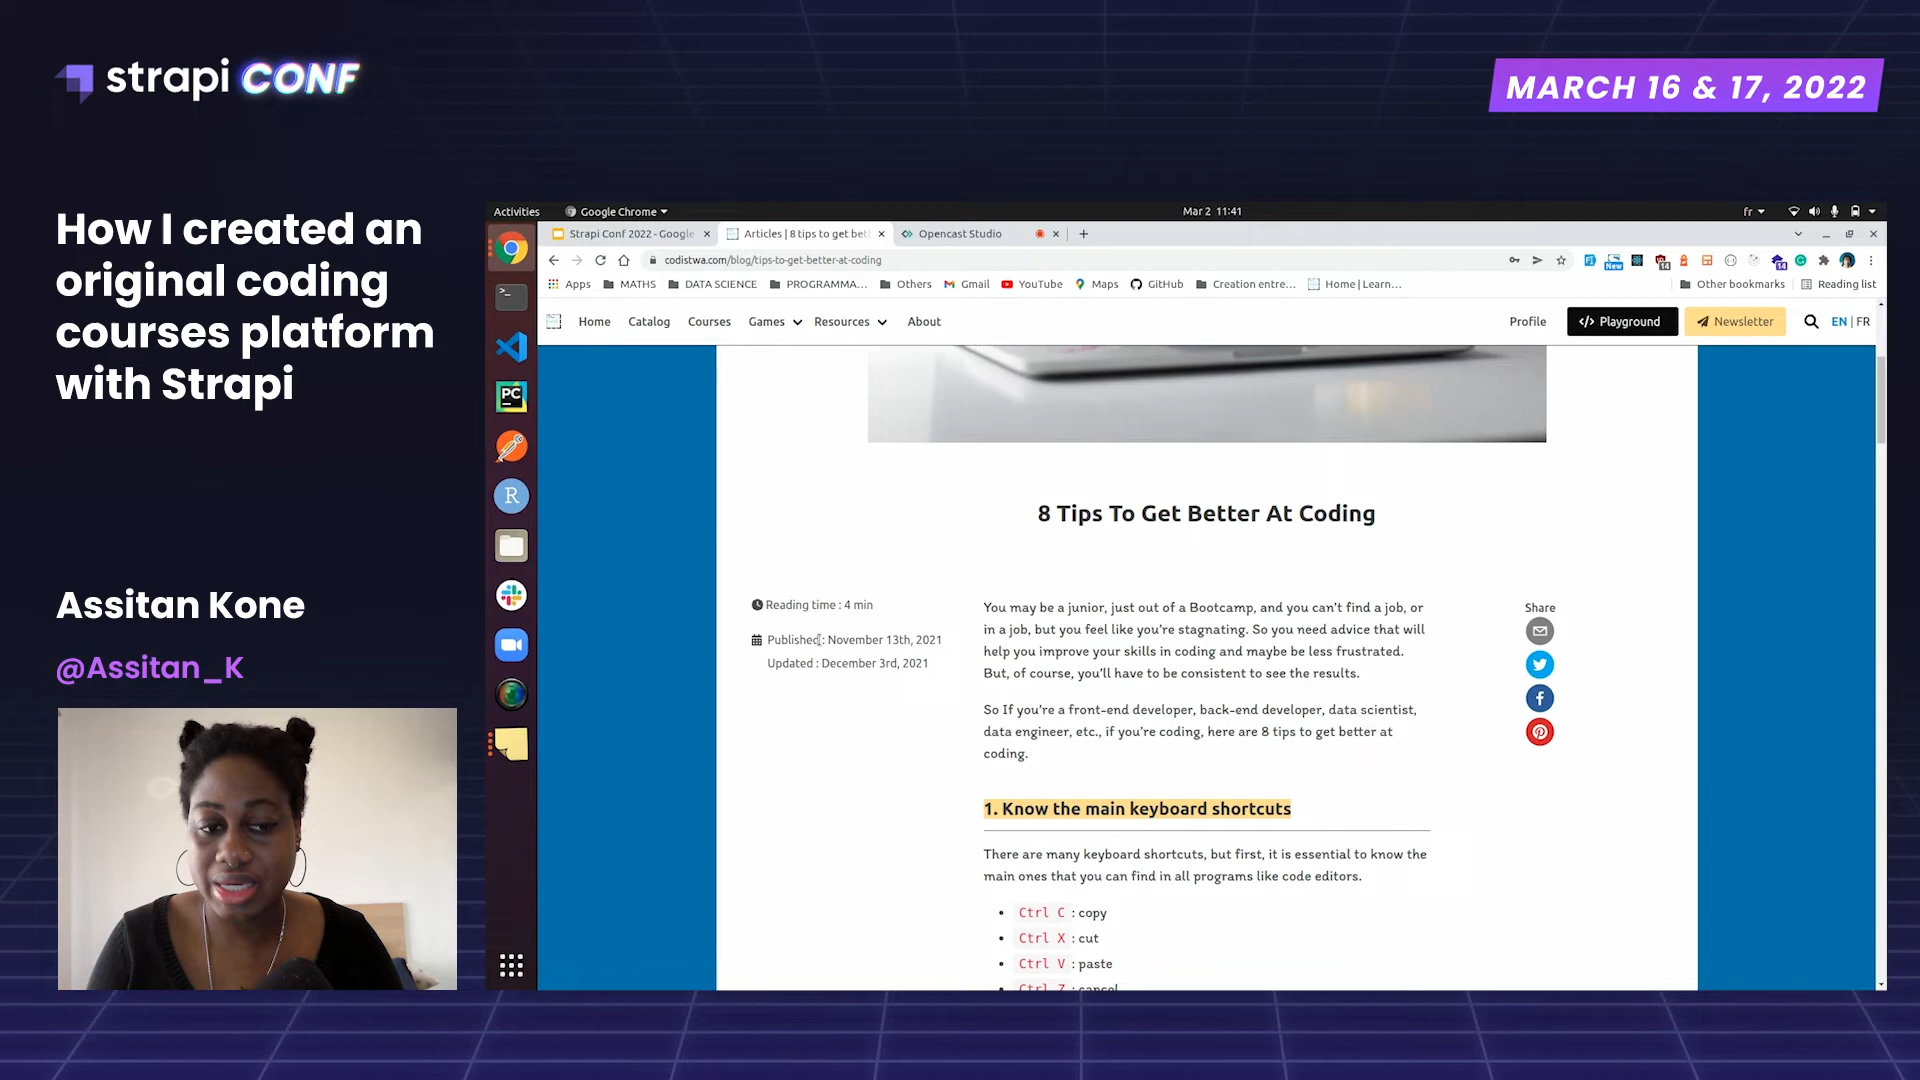 strapi CONF
MARCH 16 & 17, 2022
How I created an
original coding
courses platform
with Strapi
Assitan Kone
@Assitan_K
Activities
Google Chrome
Mar 2 11:41
fr
Strapi Conf 2022 - Google
Articles | 8 tips to get bet
Opencast Studio
codistwa.com/blog/tips-to-get-better-at-coding
New
14
14
Apps
MATHS
DATA SCIENCE
PROGRAMMA...
Others
Gmail
YouTube
Maps
GitHub
Creation entre...
Home | Learn...
Other bookmarks
Reading list
Home
Catalog
Courses
Games
Resources
About
Profile
</> Playground
Newsletter
EN | FR
PC
R
8 Tips To Get Better At Coding
Reading time : 4 min
Published : November 13th, 2021
Updated : December 3rd, 2021
You may be a junior, just out of a Bootcamp, and you can't find a job, or
in a job, but you feel like you're stagnating. So you need advice that will
help you improve your skills in coding and maybe be less frustrated.
But, of course, you'll have to be consistent to see the results.
So If you're a front-end developer, back-end developer, data scientist,
data engineer, etc., if you're coding, here are 8 tips to get better at
coding.
Share
1. Know the main keyboard shortcuts
There are many keyboard shortcuts, but first, it is essential to know the
main ones that you can find in all programs like code editors.
• Ctrl C : copy
• Ctrl X : cut
• Ctrl V : paste
• Ctrl Z : cancel